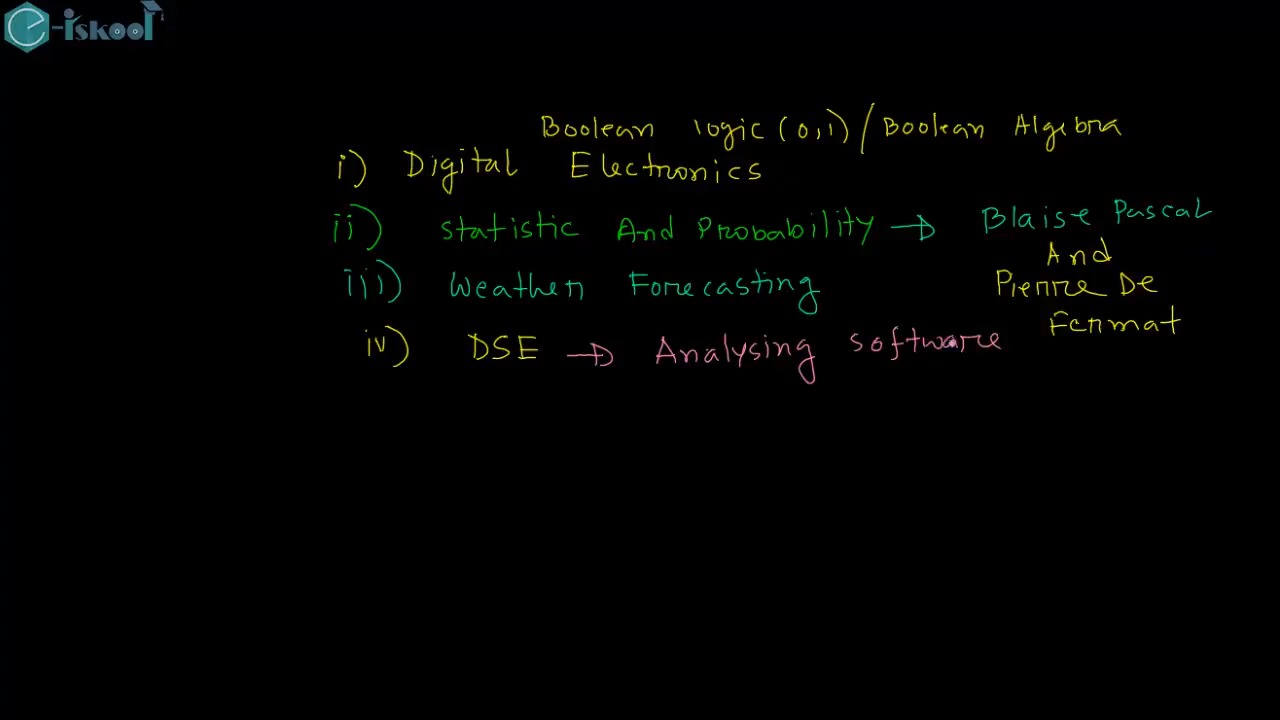 e-iskool
Boolean logic (0,1) / Boolean Algebra
i) Digital Electronics
ii) Statistic And Probability → Blaise Pascal
And
iii) Weather Forecasting Pierre De
Fermat
iv) DSE → Analysing software